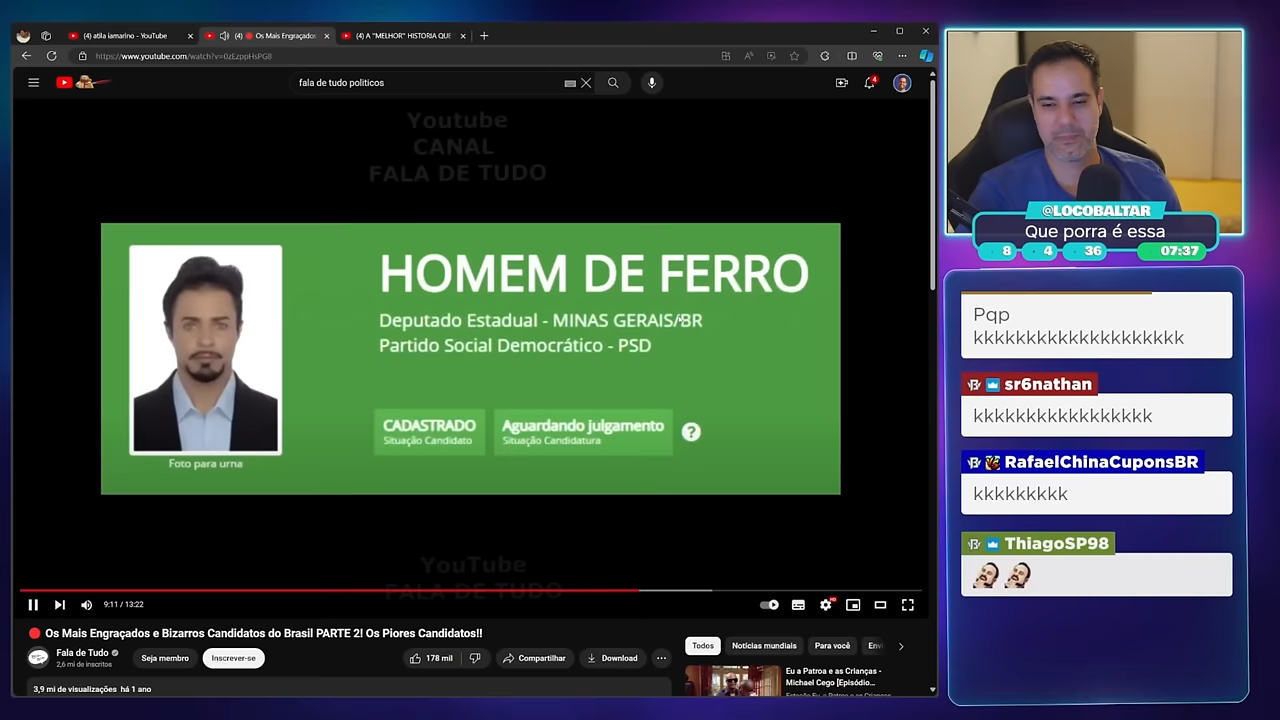 (4) atila iamarino - YouTube
(4) Os Mais Engraçados
(4) A "MELHOR" HISTORIA QUE
https://www.youtube.com/watch?v=0zEzppHsPG8
fala de tudo politicos
4
Youtube
CANAL
FALA DE TUDO
HOMEM DE FERRO
Deputado Estadual - MINAS GERAIS/BR
Partido Social Democrático - PSD
CADASTRADO
Situação Candidato
Aguardando julgamento
Situação Candidatura
?
Foto para urna
YouTube
FALA DE TUDO
9:11 / 13:22
HD
Os Mais Engraçados e Bizarros Candidatos do Brasil PARTE 2! Os Piores Candidatos!!
Fala de Tudo
2,6 mi de inscritos
Seja membro
Inscrever-se
178 mil
Compartilhar
Download
3,9 mi de visualizações há 1 ano
Todos
Notícias mundiais
Para você
Eu a Patroa e as Crianças -
Michael Cego [Episódio...
@LOCOBALTAR
Que porra é essa
8
4
36
07:37
Pqp
kkkkkkkkkkkkkkkkkkkk
sr6nathan
kkkkkkkkkkkkkkkkk
RafaelChinaCuponsBR
kkkkkkkkk
ThiagoSP98